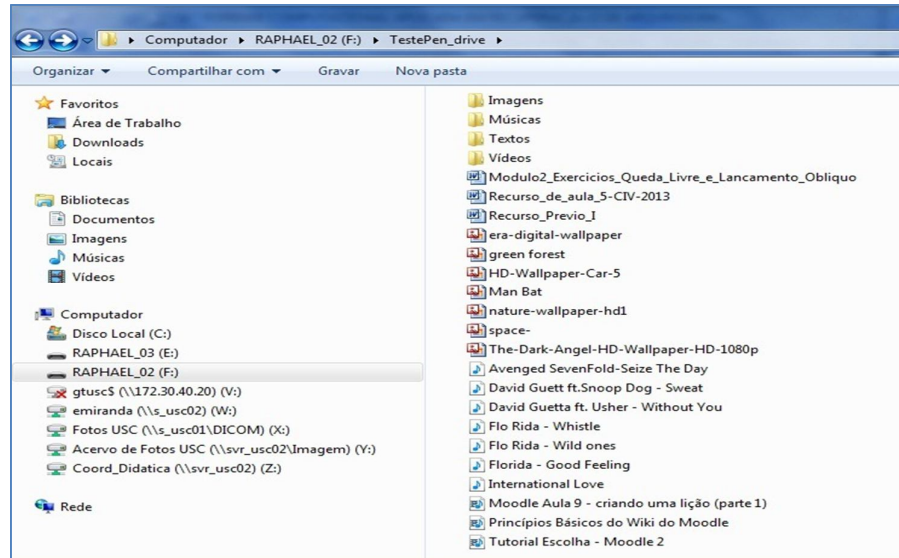 Computador ▸ RAPHAEL_02 (F:) ▸ TestePen_drive ▸
Organizar Compartilhar com Gravar Nova pasta
Favoritos
Área de Trabalho
Downloads
Locais
Bibliotecas
Documentos
Imagens
Músicas
Vídeos
Computador
Disco Local (C:)
RAPHAEL_03 (E:)
RAPHAEL_02 (F:)
gtusc$ (\\172.30.40.20) (V:)
emiranda (\\s_usc02) (W:)
Fotos USC (\\s_usc01\DICOM) (X:)
Acervo de Fotos USC (\\svr_usc02\Imagem) (Y:)
Coord_Didatica (\\svr_usc02) (Z:)
Rede
Imagens
Músicas
Textos
Vídeos
Modulo2_Exercicios_Queda_Livre_e_Lancamento_Obliquo
Recurso_de_aula_5-CIV-2013
Recurso_Previo_I
era-digital-wallpaper
green forest
HD-Wallpaper-Car-5
Man Bat
nature-wallpaper-hd1
space-
The-Dark-Angel-HD-Wallpaper-HD-1080p
Avenged SevenFold-Seize The Day
David Guett ft.Snoop Dog - Sweat
David Guetta ft. Usher - Without You
Flo Rida - Whistle
Flo Rida - Wild ones
Florida - Good Feeling
International Love
Moodle Aula 9 - criando uma lição (parte 1)
Princípios Básicos do Wiki do Moodle
Tutorial Escolha - Moodle 2